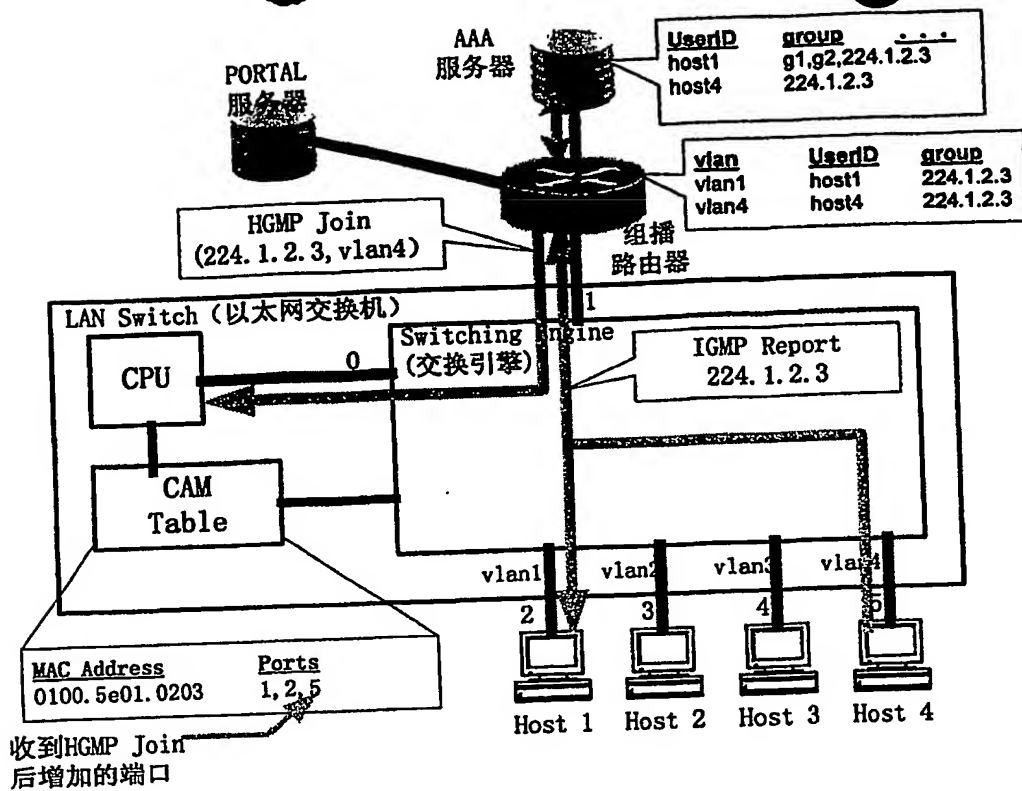 AAA
服务器
UserID group ...
host1 g1,g2,224.1.2.3
host4 224.1.2.3
PORTAL
服务器
vlan UserID group
vlan1 host1 224.1.2.3
vlan4 host4 224.1.2.3
HGMP Join
(224.1.2.3,vlan4)
组播
路由器
LAN Switch (以太网交换机)
1
Switching Engine
(交换引擎)
IGMP Report
224.1.2.3
CPU
0
CAM
Table
vlan1 vlan2 vlan3 vlan4
2 3 4 5
MAC Address Ports
0100.5e01.0203 1,2,5
Host 1 Host 2 Host 3 Host 4
收到HGMP Join
后增加的端口